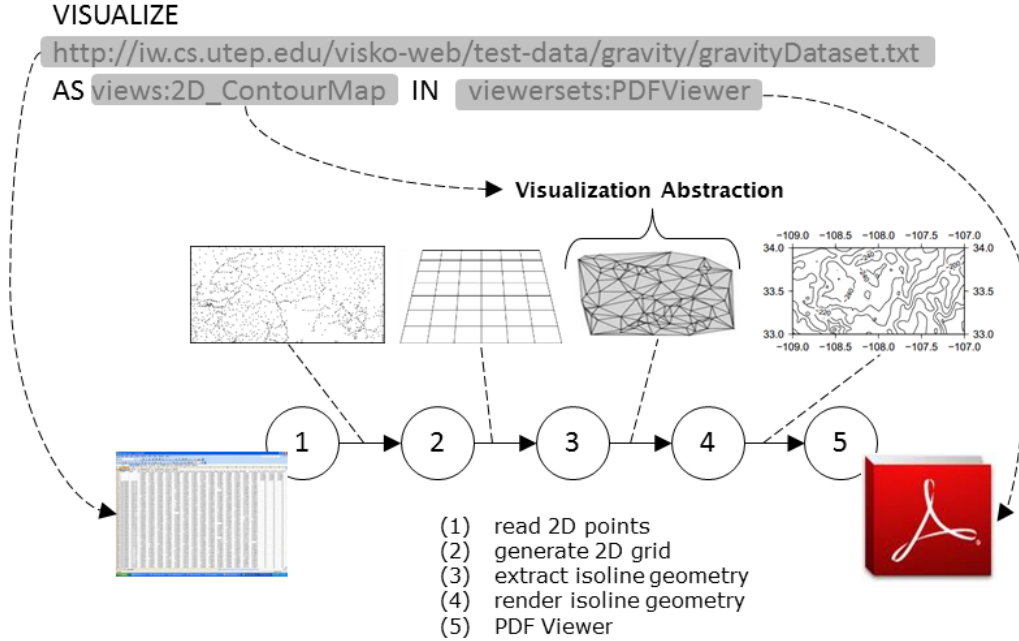 VISUALIZE
http://iw.cs.utep.edu/visko-web/test-data/gravity/gravityDataset.txt
AS views:2D_ContourMap IN viewersets:PDFViewer
Visualization Abstraction
−109.0 −108.5 −108.0 −107.5 −107.0
34.0 34.0
33.5 33.5
33.0 33.0
−109.0 −108.5 −108.0 −107.5 −107.0
1 2 3 4 5
(1) read 2D points
(2) generate 2D grid
(3) extract isoline geometry
(4) render isoline geometry
(5) PDF Viewer